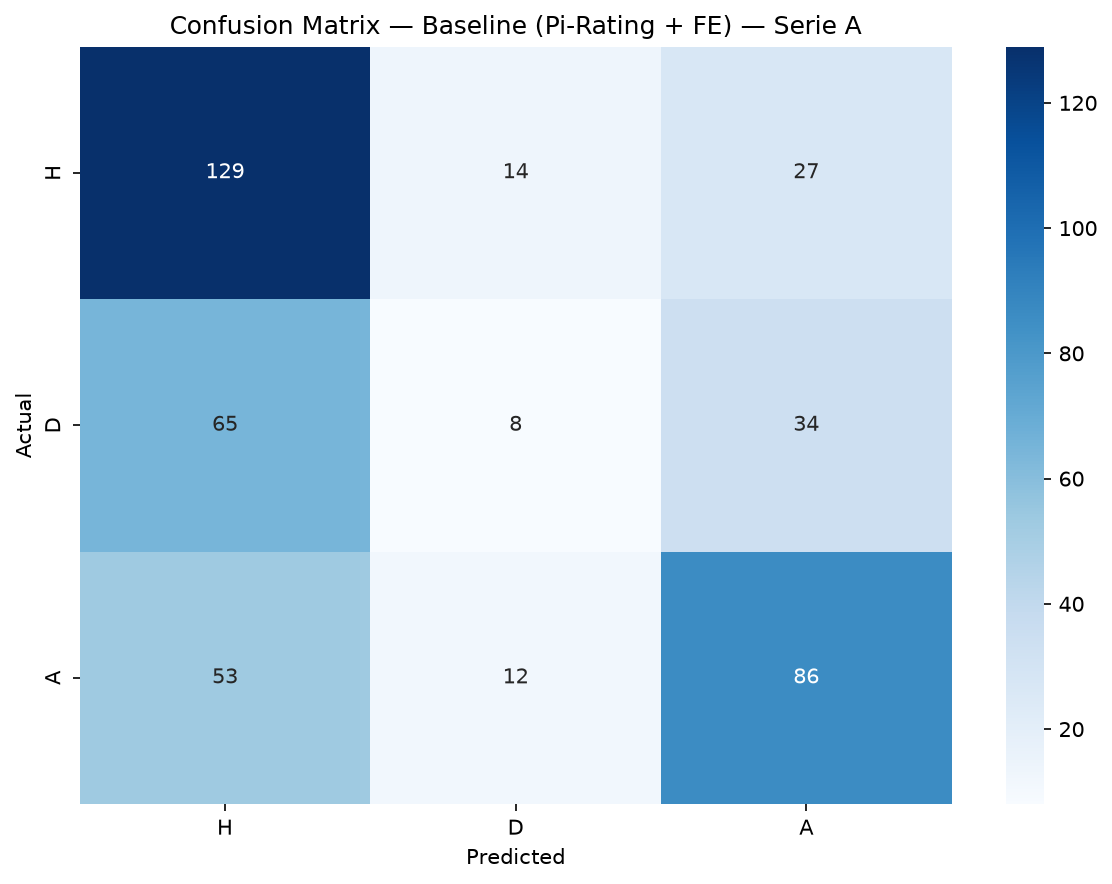 Confusion Matrix — Baseline (Pi-Rating + FE) — Serie A
H 129 14 27
D 65 8 34
A 53 12 86
H D A
Predicted
Actual
120
100
80
60
40
20